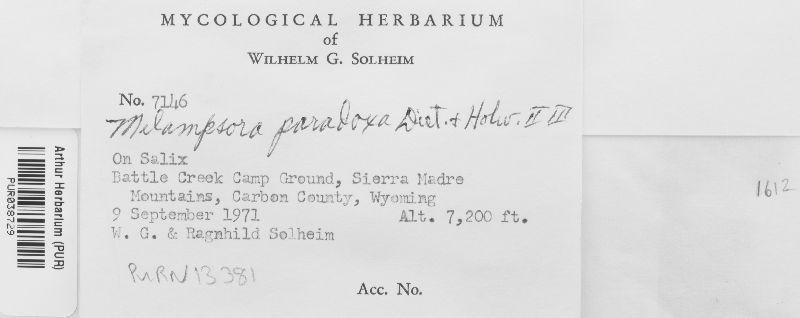 MYCOLOGICAL HERBARIUM
of
WILHELM G. SOLHEIM
No. 7146
Melampsora paradoxa Diet. & Holw. II III
On Salix
Battle Creek Camp Ground, Sierra Madre
Mountains, Carbon County, Wyoming
9 September 1971 Alt. 7,200 ft.
W. G. & Ragnhild Solheim
PURN 13381
Acc. No.
Arthur Herbarium (PUR)
PUR038729
1612